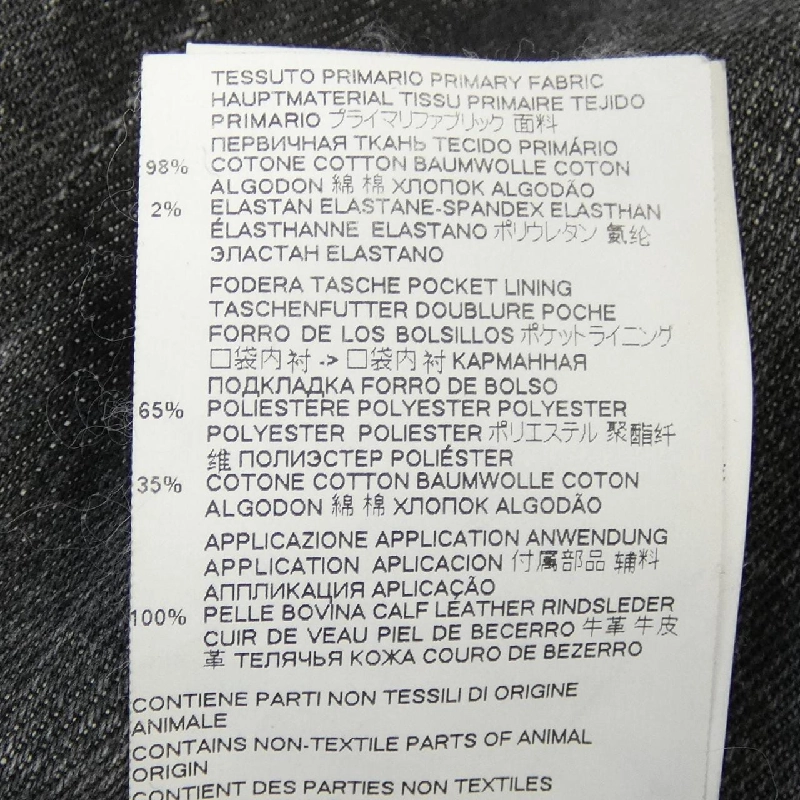 TESSUTO PRIMARIO PRIMARY FABRIC
HAUPTMATERIAL TISSU PRIMAIRE TEJIDO
PRIMARIO プライマリファブリック 面料
ПЕРВИЧНАЯ ТКАНЬ TECIDO PRIMÁRIO
98% COTONE COTTON BAUMWOLLE COTON
ALGODON 綿 棉 ХЛОПОК ALGODÃO
2% ELASTAN ELASTANE-SPANDEX ELASTHAN
ÉLASTHANNE ELASTANO ポリウレタン 氨纶
ЭЛАСТАН ELASTANO
FODERA TASCHE POCKET LINING
TASCHENFUTTER DOUBLURE POCHE
FORRO DE LOS BOLSILLOS ポケットライニング
口袋内衬 -> 口袋内衬 КАРМАННАЯ
ПОДКЛАДКА FORRO DE BOLSO
65% POLIESTERE POLYESTER POLYESTER
POLYESTER POLIESTER ポリエステル 聚酯纤
维 ПОЛИЭСТЕР POLIÉSTER
35% COTONE COTTON BAUMWOLLE COTON
ALGODON 綿 棉 ХЛОПОК ALGODÃO
APPLICAZIONE APPLICATION ANWENDUNG
APPLICATION APLICACION 付属部品 辅料
АППЛИКАЦИЯ APLICAÇÃO
100% PELLE BOVINA CALF LEATHER RINDSLEDER
CUIR DE VEAU PIEL DE BECERRO 牛革 牛皮
革 ТЕЛЯЧЬЯ КОЖА COURO DE BEZERRO
CONTIENE PARTI NON TESSILI DI ORIGINE
ANIMALE
CONTAINS NON-TEXTILE PARTS OF ANIMAL
ORIGIN
CONTIENT DES PARTIES NON TEXTILES